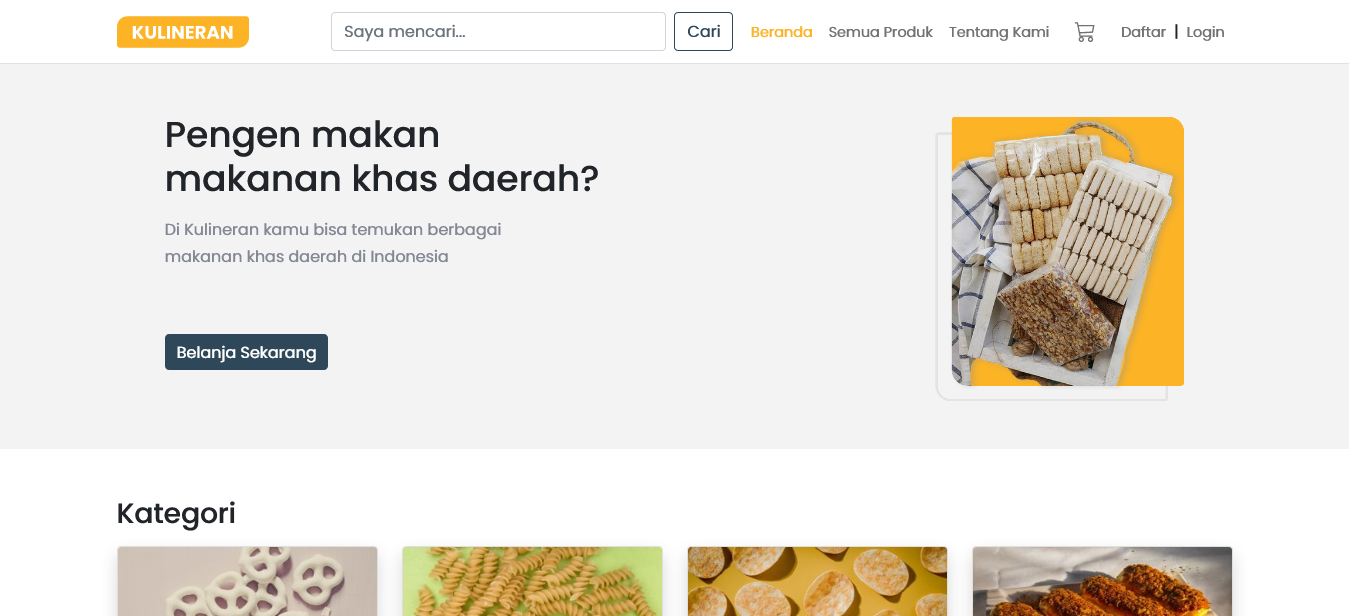 KULINERAN
Saya mencari...
Cari
Beranda
Semua Produk
Tentang Kami
Daftar | Login
Pengen makan
makanan khas daerah?
Di Kulineran kamu bisa temukan berbagai
makanan khas daerah di Indonesia
Belanja Sekarang
Kategori